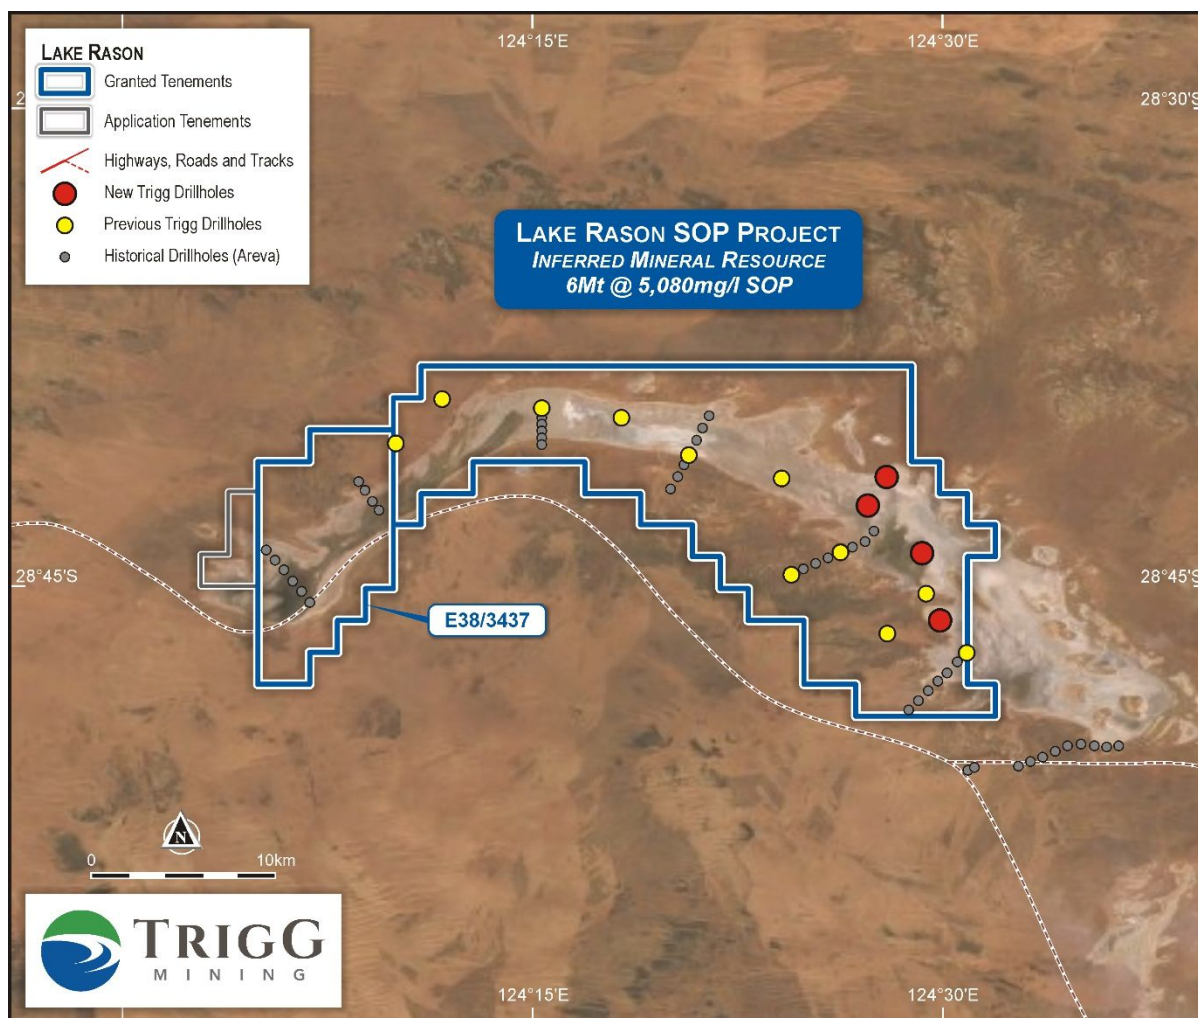 124°15'E
124°30'E
LAKE RASON
Granted Tenements
Application Tenements
Highways, Roads and Tracks
New Trigg Drillholes
Previous Trigg Drillholes
Historical Drillholes (Areva)
2
28°30'S
LAKE RASON SOP PROJECT
INFERRED MINERAL RESOURCE
6Mt @ 5,080mg/l SOP
28°45'S
28°45'S
E38/3437
N
0
10km
TRIGG
MINING
124°15'E
124°30'E